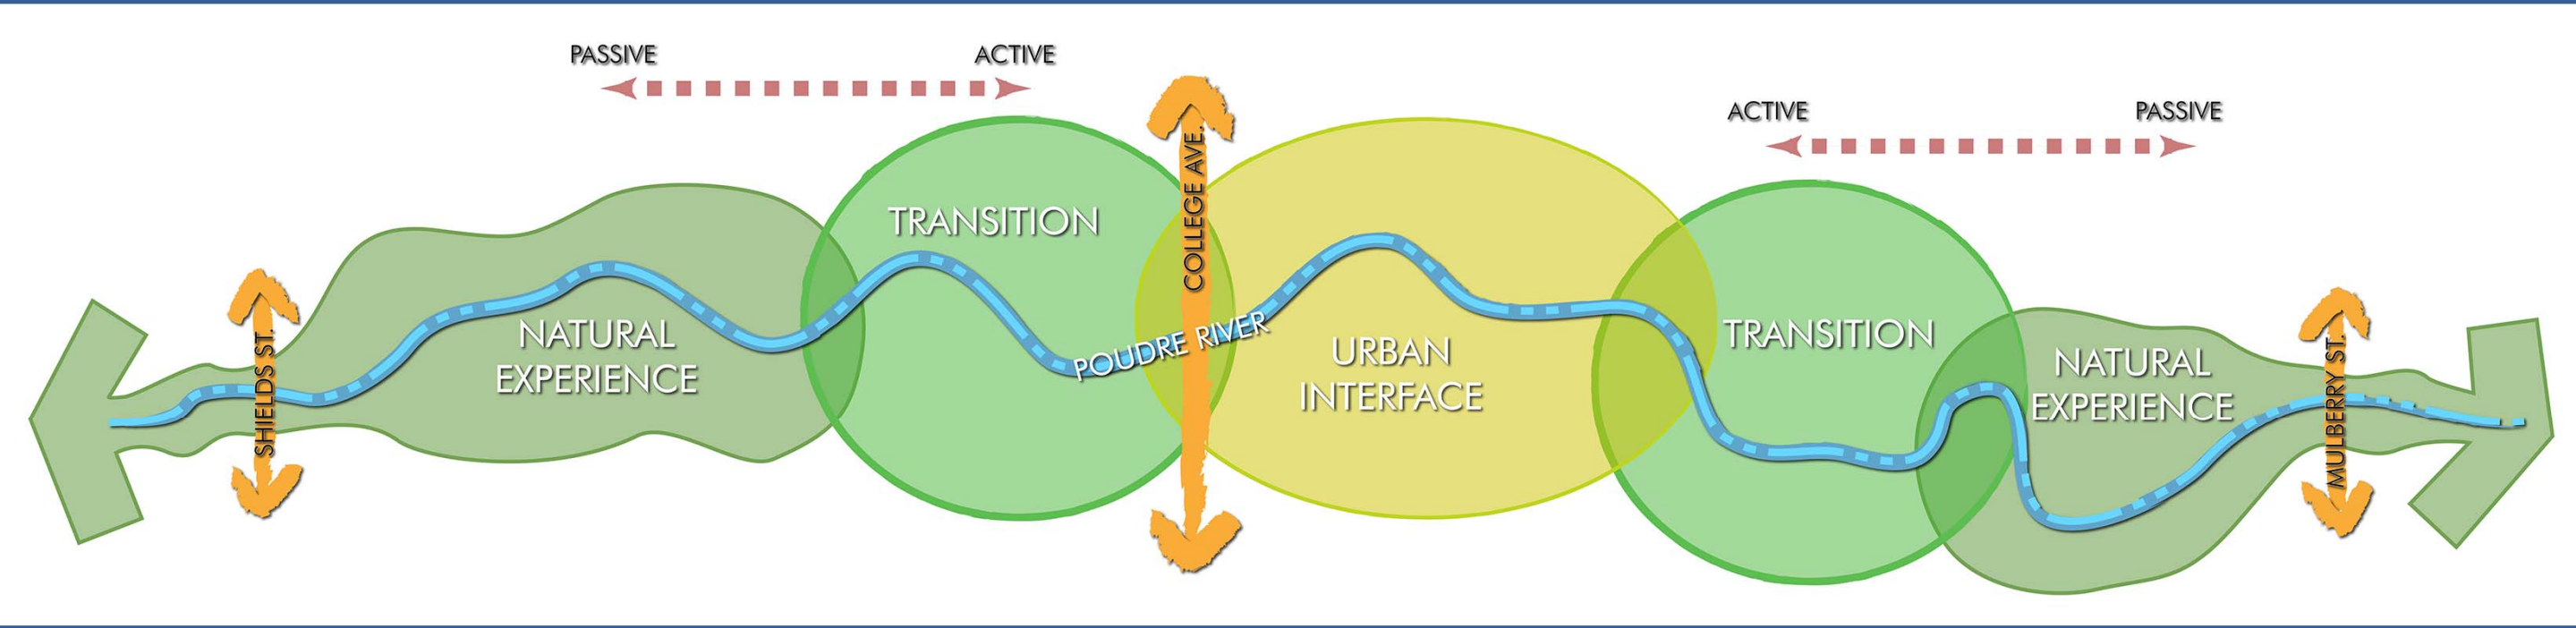 PASSIVE
ACTIVE
ACTIVE
PASSIVE
SHIELDS ST.
NATURAL
EXPERIENCE
TRANSITION
COLLEGE AVE.
POUDRE RIVER
URBAN
INTERFACE
TRANSITION
NATURAL
EXPERIENCE
MULBERRY ST.